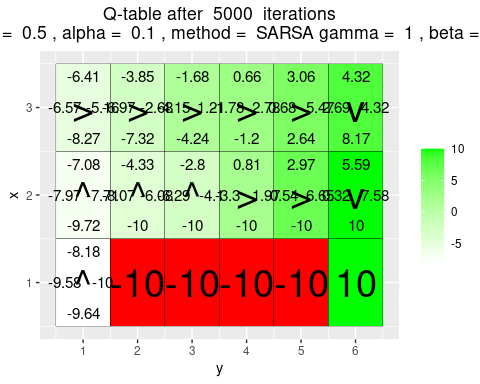 Q-table after 5000 iterations
= 0.5 , alpha = 0.1 , method = SARSA gamma = 1 , beta =
-6.41 -3.85 -1.68 0.66 3.06 4.32
3
> > > > > v
-8.27 -7.32 -4.24 -1.2 2.64 8.17
-7.08 -4.33 -2.8 0.81 2.97 5.59
x 2
^ ^ ^ > > v
-9.72 -10 -10 -10 -10 10
-8.18
1 -9.58 ^ -10 -10 -10 -10 10
-9.64
1 2 3 4 5 6
y
10
5
0
-5